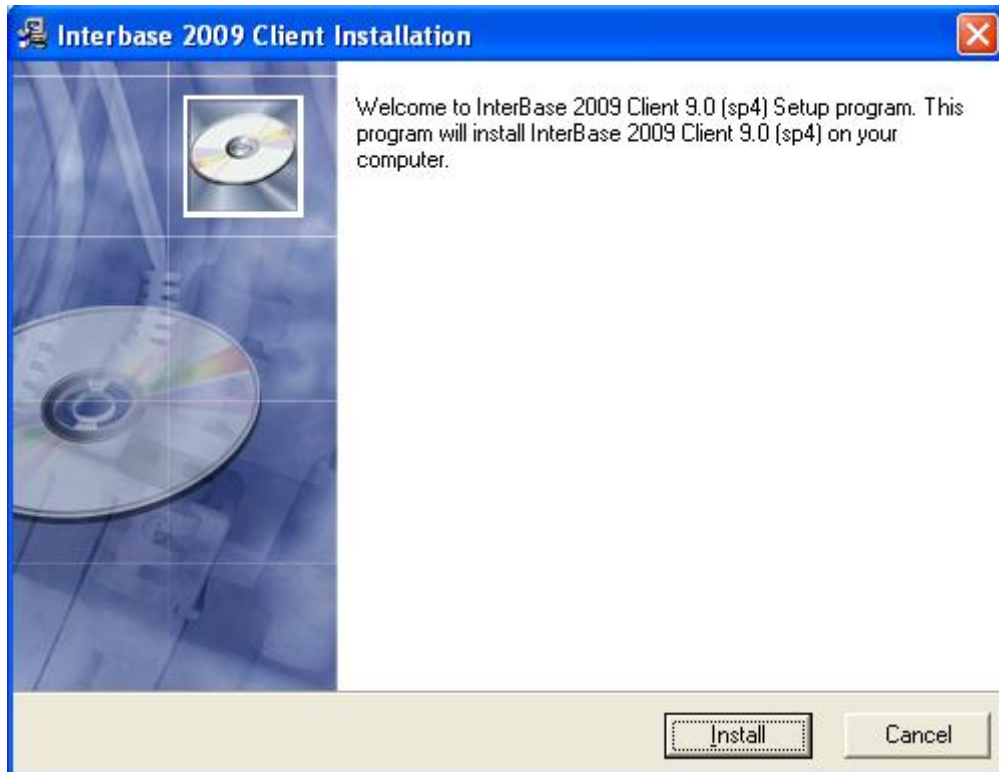 Interbase 2009 Client Installation
Welcome to InterBase 2009 Client 9.0 (sp4) Setup program. This
program will install InterBase 2009 Client 9.0 (sp4) on your
computer.
Install
Cancel